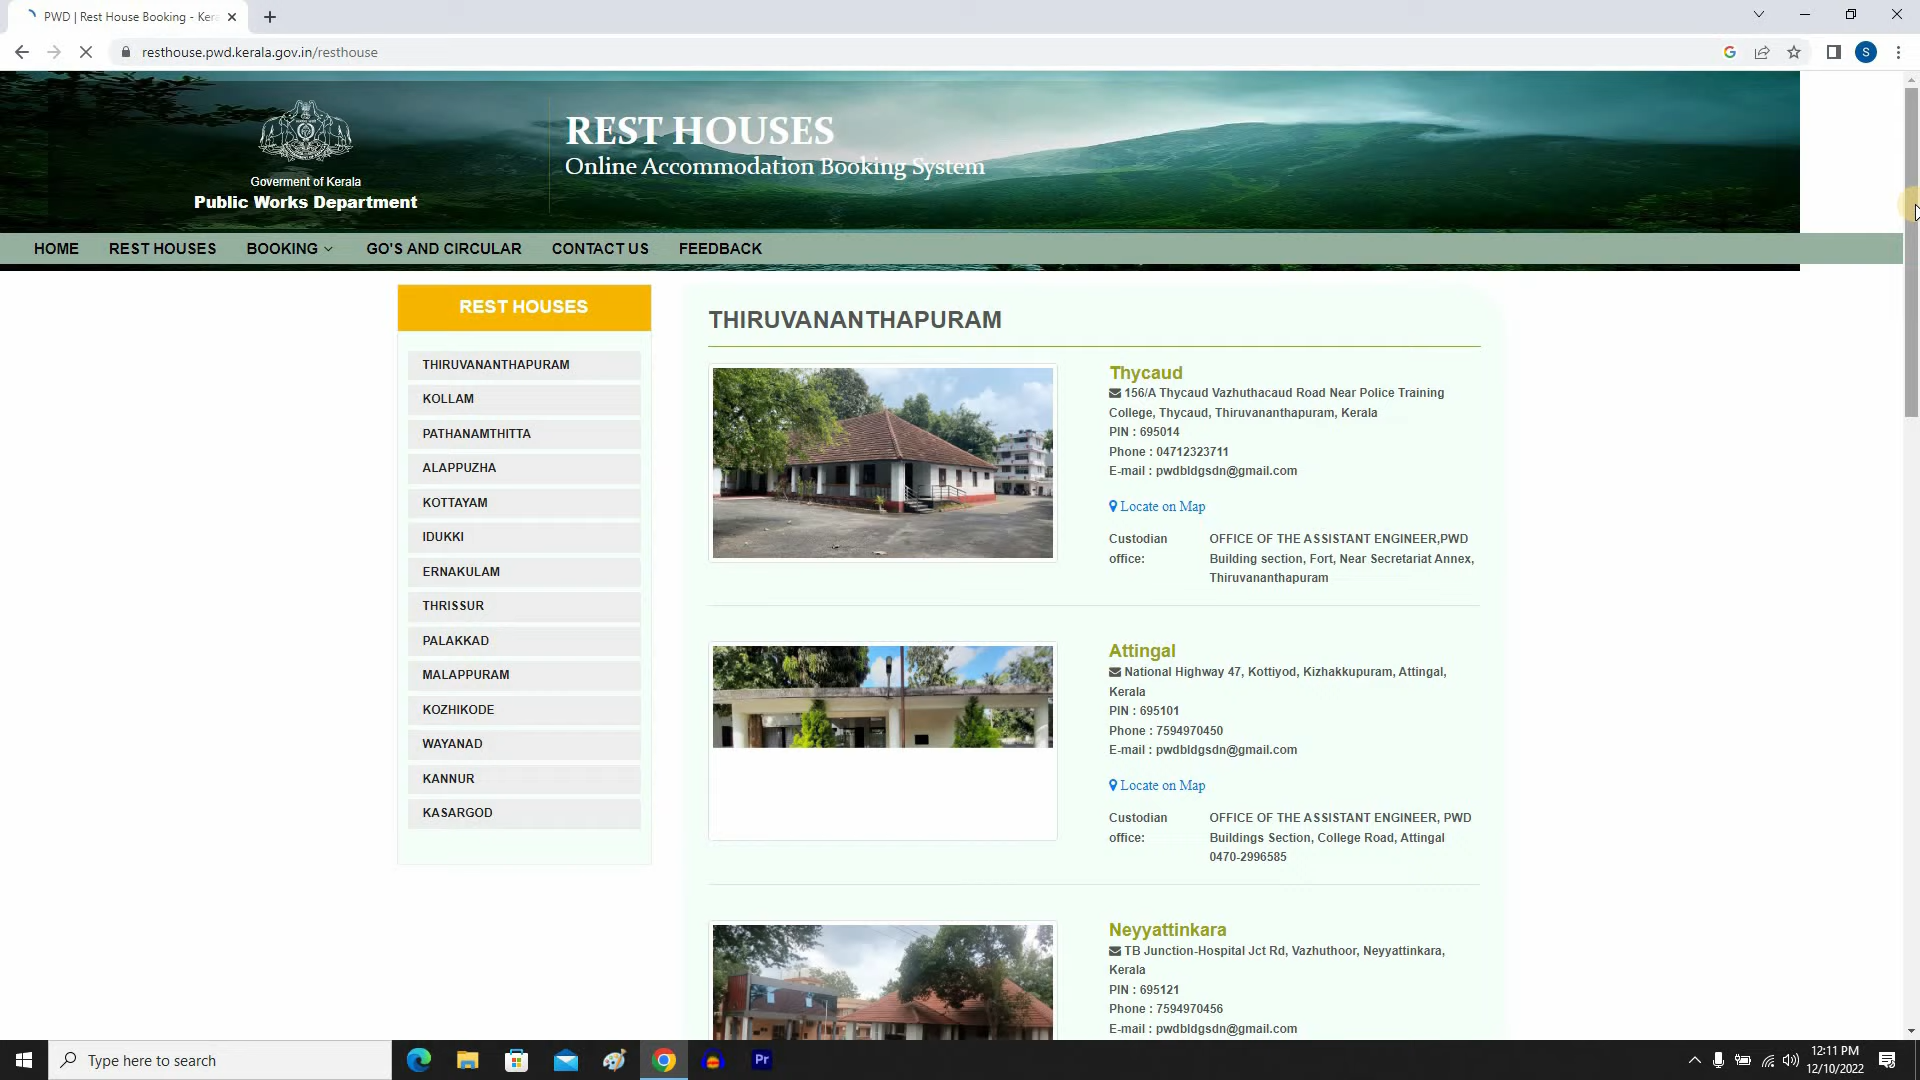 PWD | Rest House Booking - Kera
resthouse.pwd.kerala.gov.in/resthouse
S
REST HOUSES
Online Accommodation Booking System
Goverment of Kerala
Public Works Department
HOME
REST HOUSES
BOOKING
GO'S AND CIRCULAR
CONTACT US
FEEDBACK
REST HOUSES
THIRUVANANTHAPURAM
KOLLAM
PATHANAMTHITTA
ALAPPUZHA
KOTTAYAM
IDUKKI
ERNAKULAM
THRISSUR
PALAKKAD
MALAPPURAM
KOZHIKODE
WAYANAD
KANNUR
KASARGOD
THIRUVANANTHAPURAM
Thycaud
156/A Thycaud Vazhuthacaud Road Near Police Training
College, Thycaud, Thiruvananthapuram, Kerala
PIN : 695014
Phone : 04712323711
E-mail : pwdbldgsdn@gmail.com
Locate on Map
Custodian office:
OFFICE OF THE ASSISTANT ENGINEER,PWD
Building section, Fort, Near Secretariat Annex,
Thiruvananthapuram
Attingal
National Highway 47, Kottiyod, Kizhakkupuram, Attingal,
Kerala
PIN : 695101
Phone : 7594970450
E-mail : pwdbldgsdn@gmail.com
Locate on Map
Custodian office:
OFFICE OF THE ASSISTANT ENGINEER, PWD
Buildings Section, College Road, Attingal
0470-2996585
Neyyattinkara
TB Junction-Hospital Jct Rd, Vazhuthoor, Neyyattinkara,
Kerala
PIN : 695121
Phone : 7594970456
E-mail : pwdbldgsdn@gmail.com
Type here to search
Pr
12:11 PM
12/10/2022